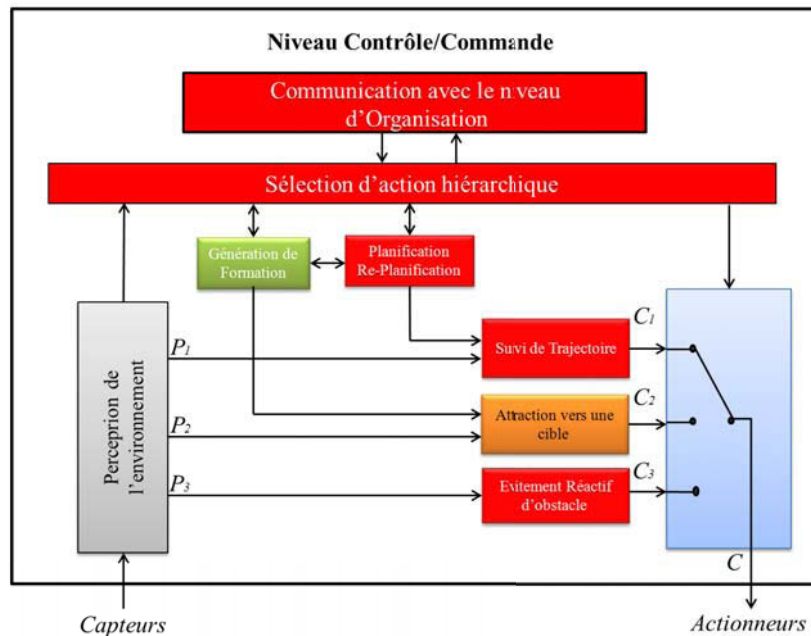 Niveau Contrôle/Commande
Communication avec le niveau
d'Organisation
Sélection d'action hiérarchique
Génération de
Formation
Planification
Re-Planification
Perception de
l'environnement
P1
P2
P3
Suivi de Trajectoire
Attraction vers une
cible
Evitement Réactif
d'obstacle
C1
C2
C3
C
Capteurs
Actionneurs